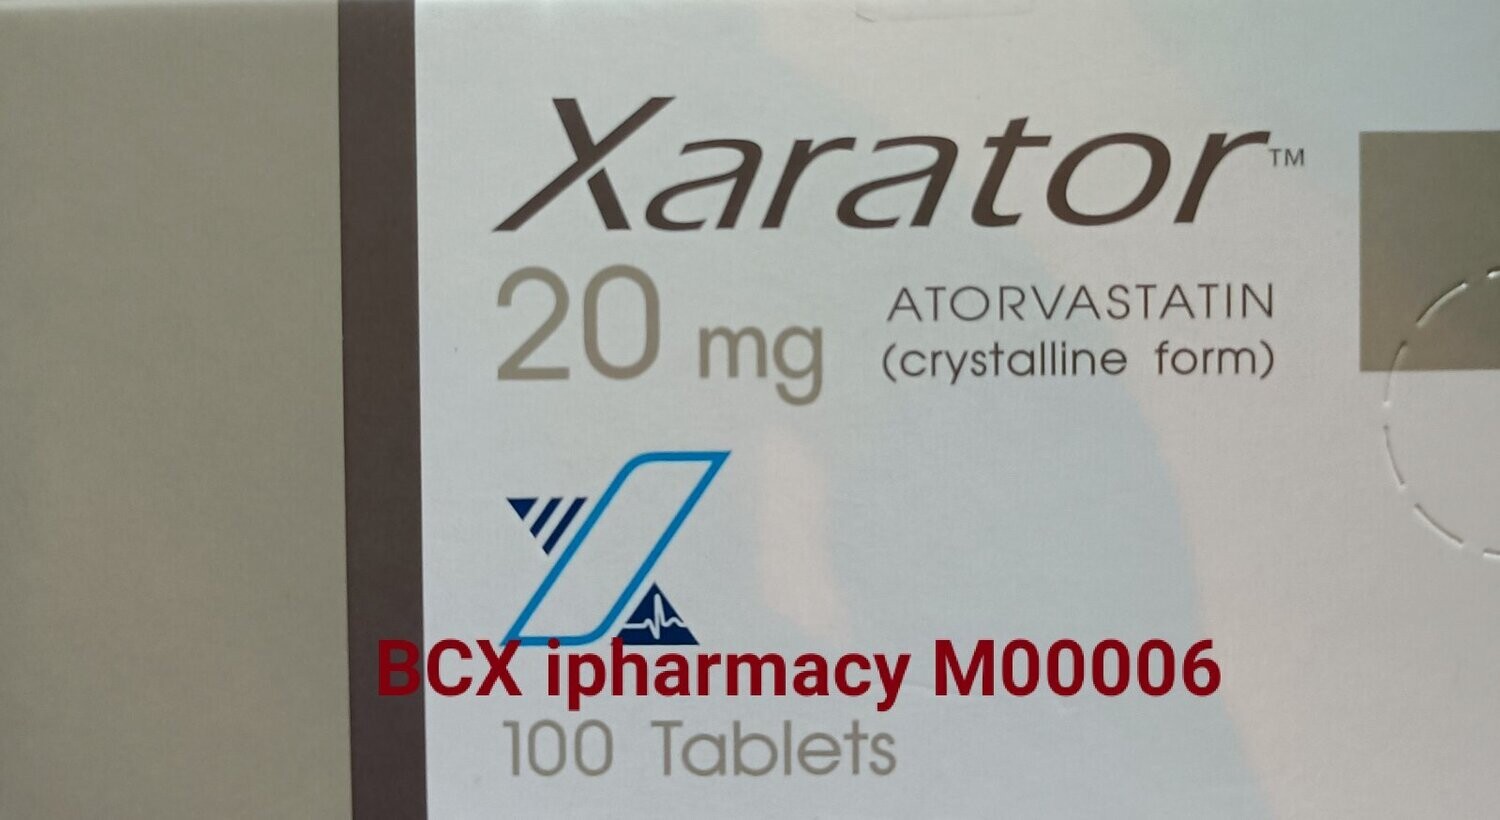 Xarator™
20 mg
ATORVASTATIN
(crystalline form)
BCX ipharmacy M00006
100 Tablets